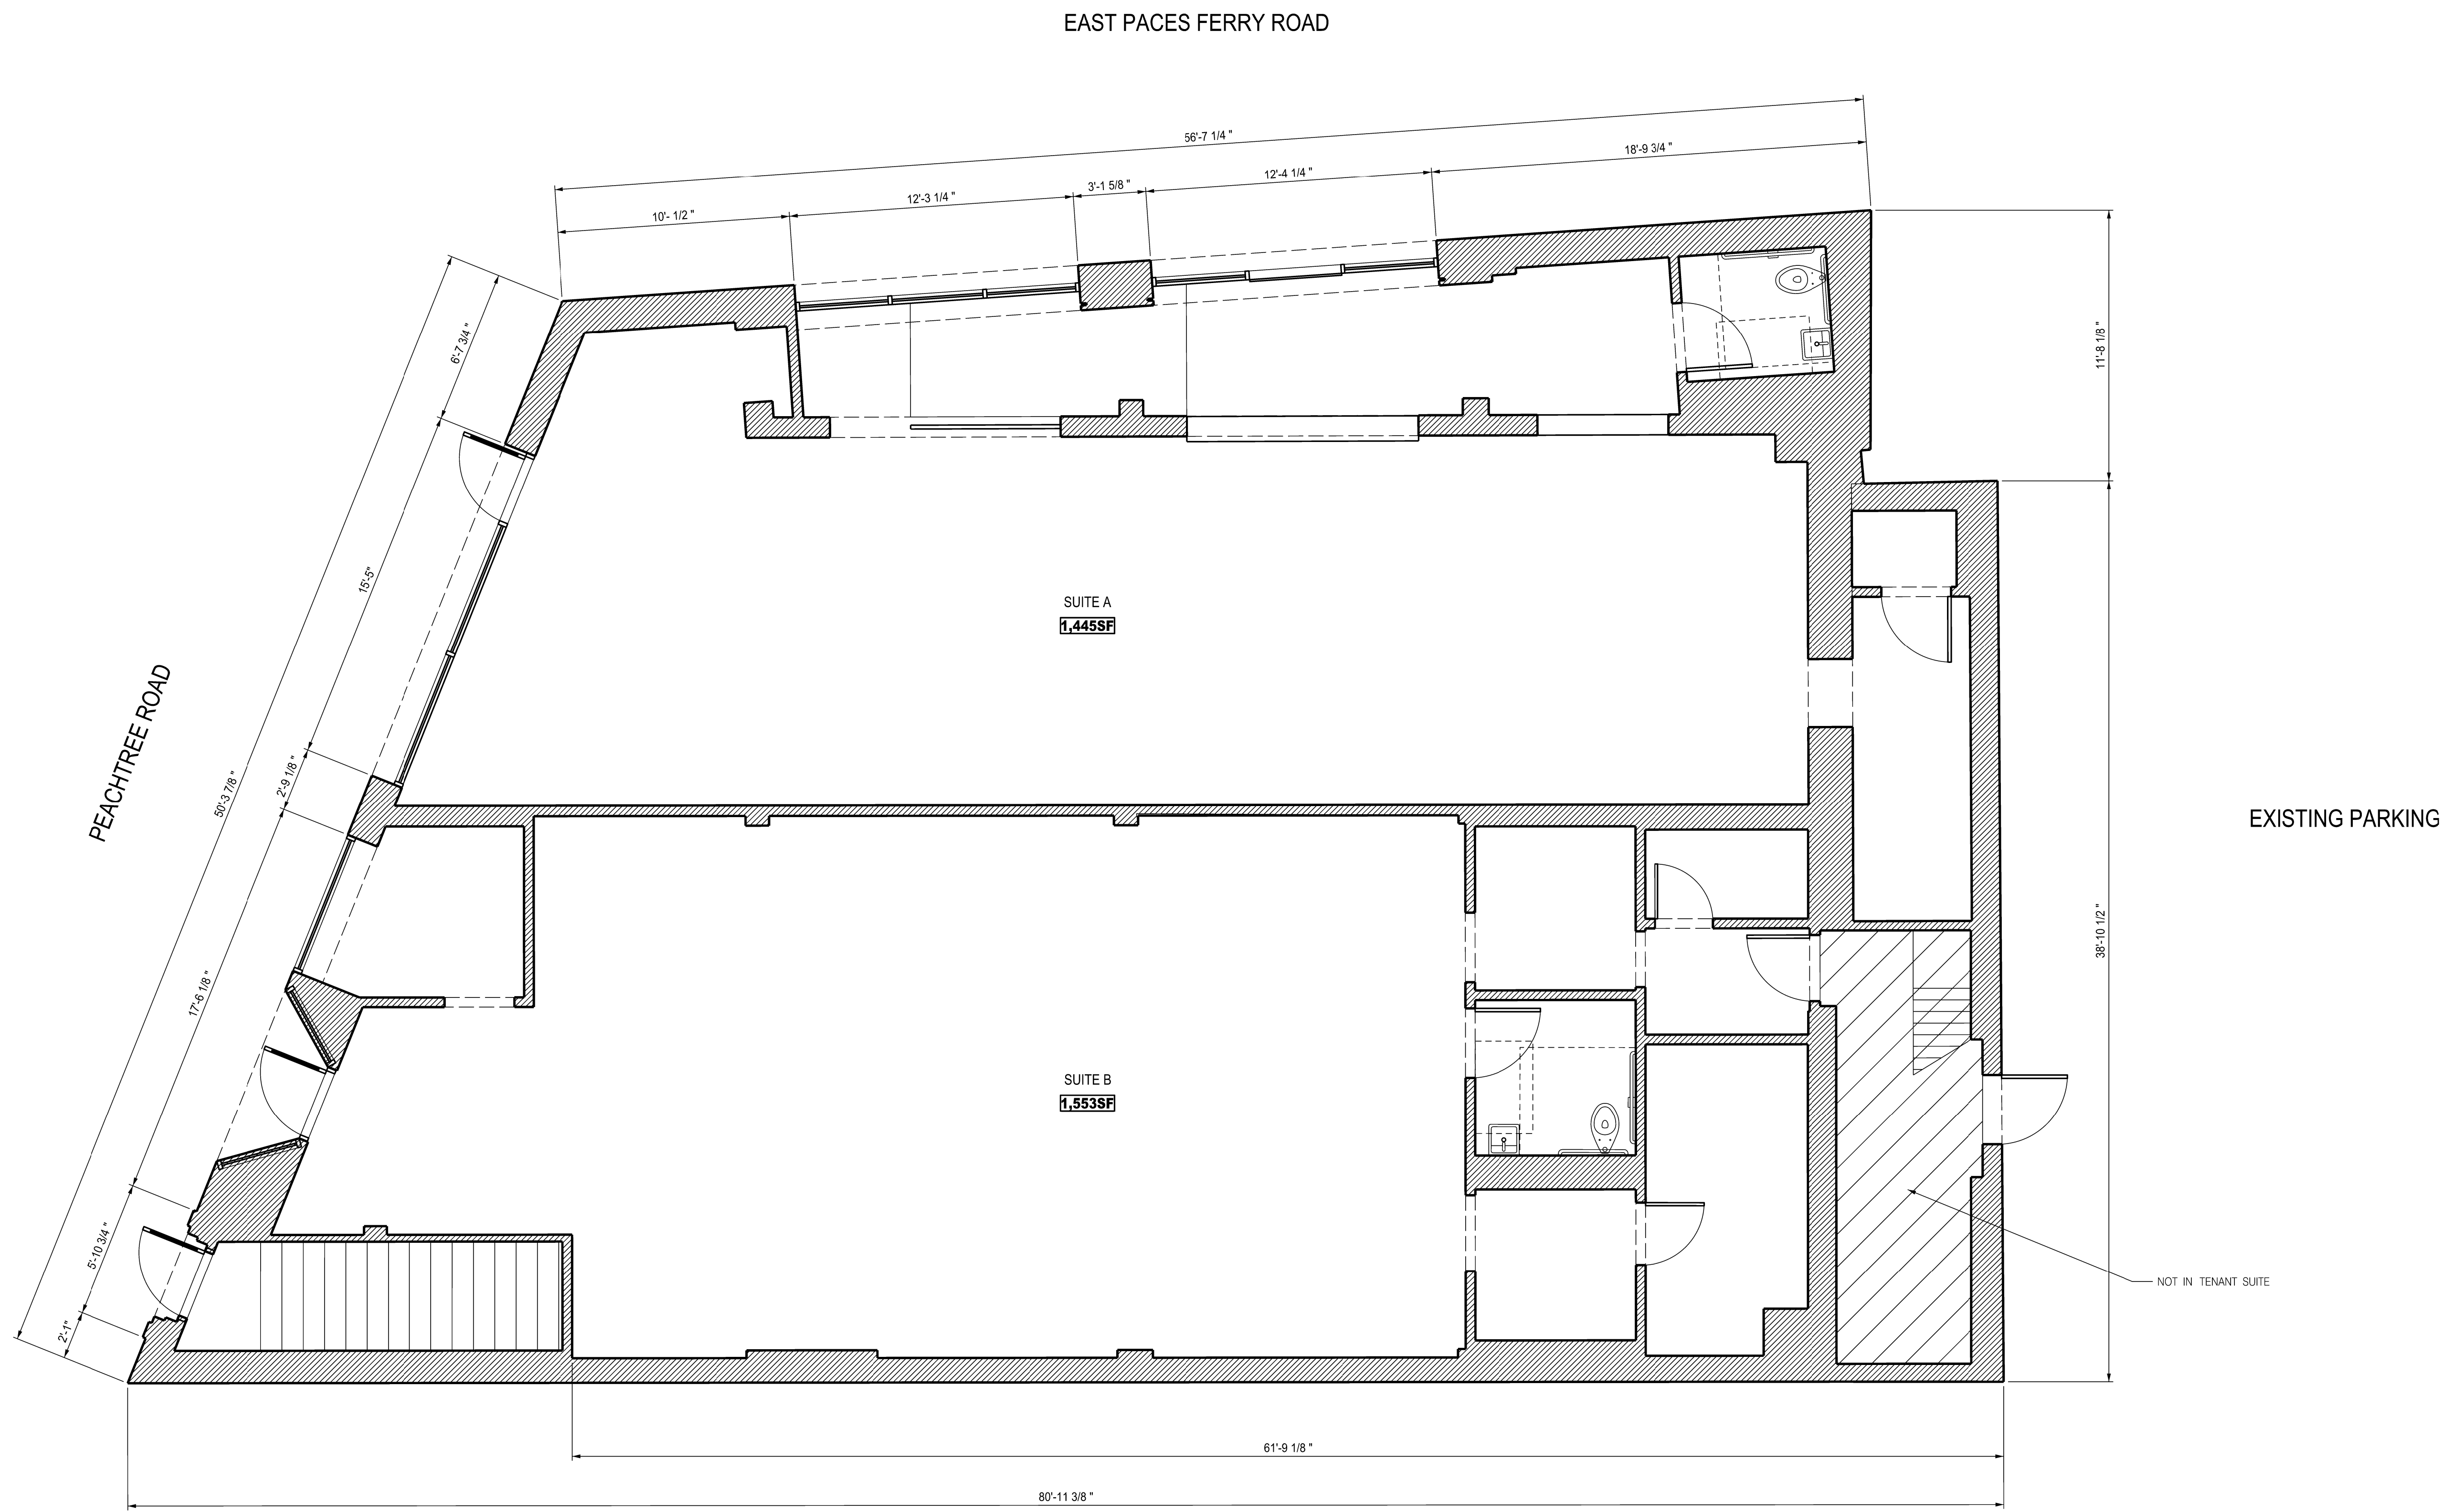 EAST PACES FERRY ROAD
56'-7 1/4 "
18'-9 3/4 "
12'-4 1/4 "
3'-1 5/8 "
12'-3 1/4 "
10'- 1/2 "
6'-7 3/4 "
11'-8 1/8 "
15'-5"
SUITE A
1,445SF
PEACHTREE ROAD
50'-3 7/8 "
2'-9 1/8 "
EXISTING PARKING
38'-10 1/2 "
17'-6 1/8 "
SUITE B
1,553SF
5'-10 3/4 "
NOT IN TENANT SUITE
2'-1"
61'-9 1/8 "
80'-11 3/8 "